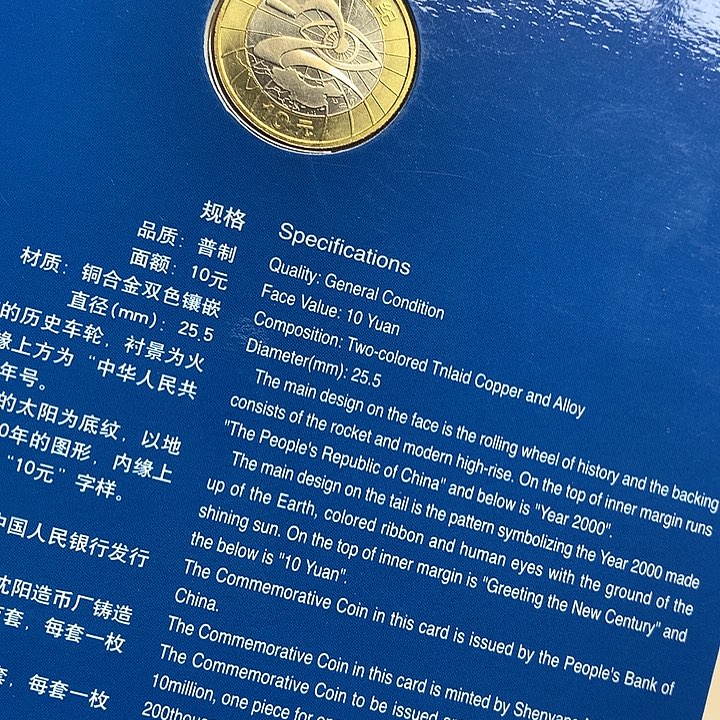 纪
10元
规格
品质：普制
面额：10元
材质：铜合金双色镶嵌
直径(mm)：25.5
的历史车轮，衬景为火
缘上方为“中华人民共
年号。
的太阳为底纹，以地
0年的图形，内缘上
“10元”字样。
中国人民银行发行
沈阳造币厂铸造
套，每套一枚
套，每套一枚
Specifications
Quality: General Condition
Face Value: 10 Yuan
Composition: Two-colored Tnlaid Copper and Alloy
Diameter(mm): 25.5
The main design on the face is the rolling wheel of history and the backing
consists of the rocket and modern high-rise. On the top of inner margin runs
"The People's Republic of China" and below is "Year 2000".
The main design on the tail is the pattern symbolizing the Year 2000 made
up of the Earth, colored ribbon and human eyes with the ground of the
shining sun. On the top of inner margin is "Greeting the New Century" and
the below is "10 Yuan".
The Commemorative Coin in this card is issued by the People's Bank of
China.
The Commemorative Coin in this card is minted by Shenyang
The Commemorative Coin to be issued
10million, one piece for